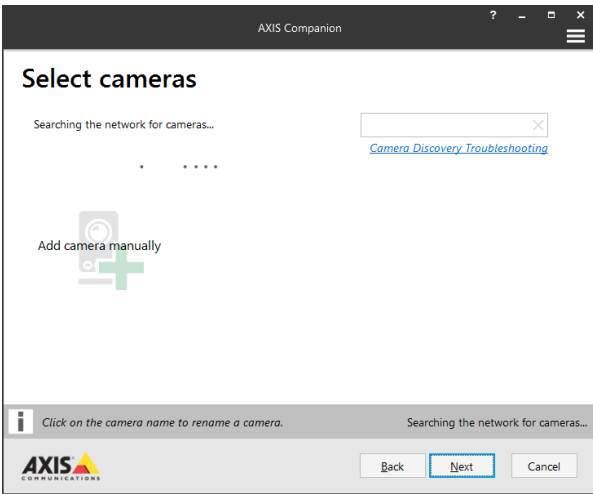 AXIS Companion
?
Select cameras
Searching the network for cameras...
Camera Discovery Troubleshooting
Add camera manually
i
Click on the camera name to rename a camera.
Searching the network for cameras...
AXIS
COMMUNICATIONS
Back
Next
Cancel